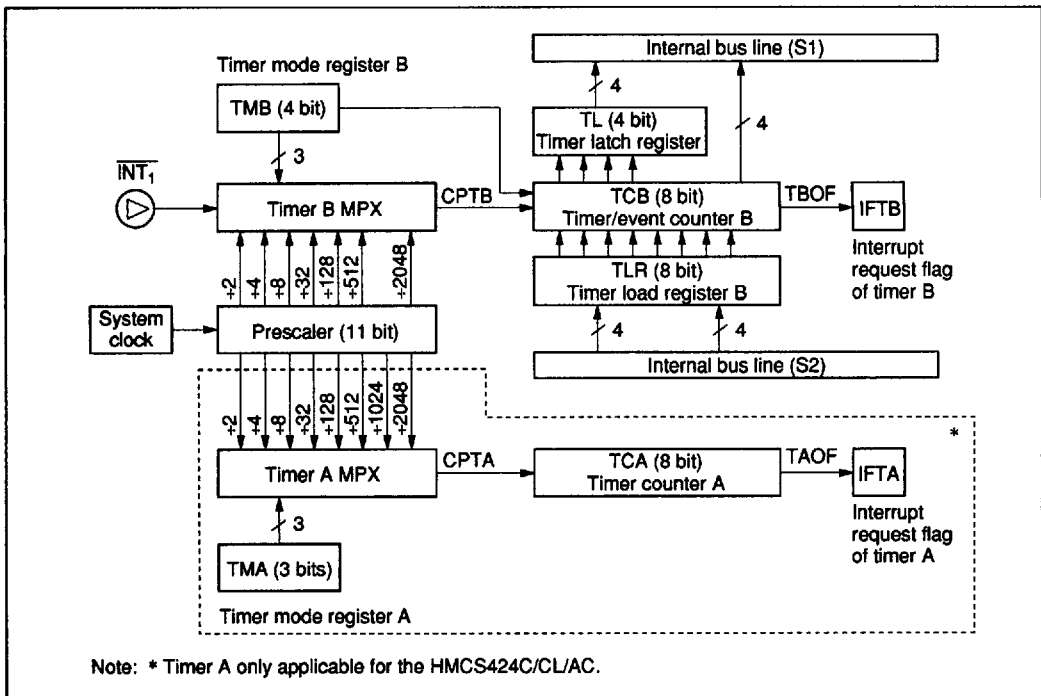 Internal bus line (S1)
Timer mode register B
4
TMB (4 bit)
TL (4 bit)
Timer latch register
4
3
INT1
Timer B MPX
CPTB
TCB (8 bit)
Timer/event counter B
TBOF
IFTB
Interrupt
request flag
of timer B
÷2
÷4
÷8
÷32
÷128
÷512
÷2048
TLR (8 bit)
Timer load register B
System
clock
Prescaler (11 bit)
4
4
Internal bus line (S2)
÷2
÷4
÷8
÷32
÷128
÷512
÷1024
÷2048
*
Timer A MPX
CPTA
TCA (8 bit)
Timer counter A
TAOF
IFTA
Interrupt
request flag
of timer A
3
TMA (3 bits)
Timer mode register A
Note: * Timer A only applicable for the HMCS424C/CL/AC.